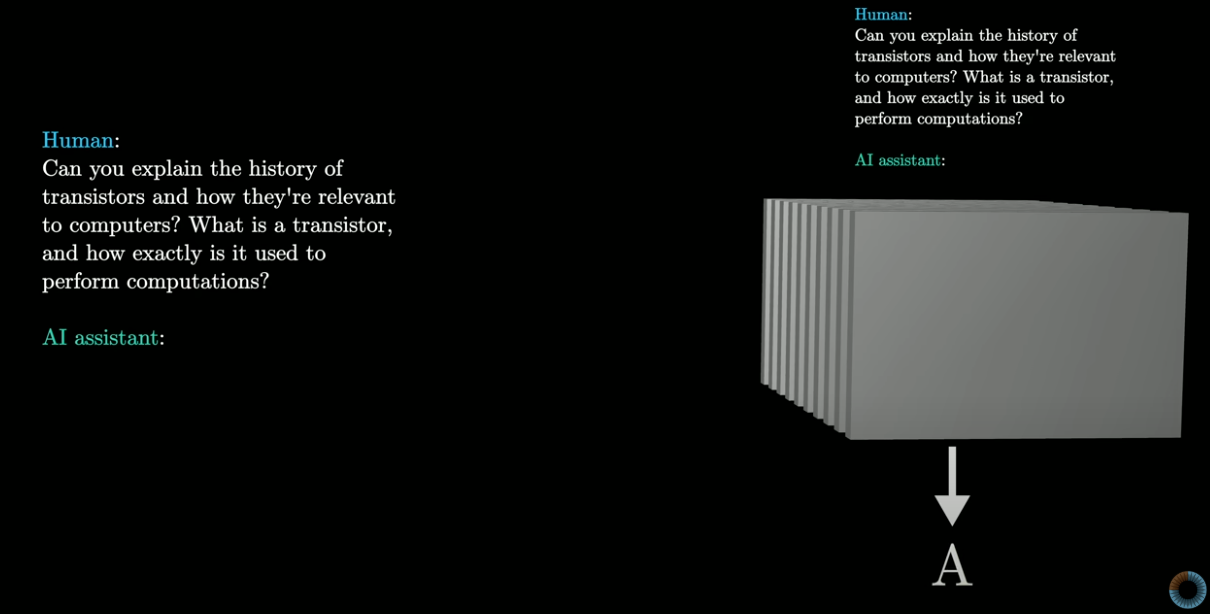 Human:
Can you explain the history of
transistors and how they're relevant
to computers? What is a transistor,
and how exactly is it used to
perform computations?
AI assistant:
Human:
Can you explain the history of
transistors and how they're relevant
to computers? What is a transistor,
and how exactly is it used to
perform computations?
AI assistant:
A